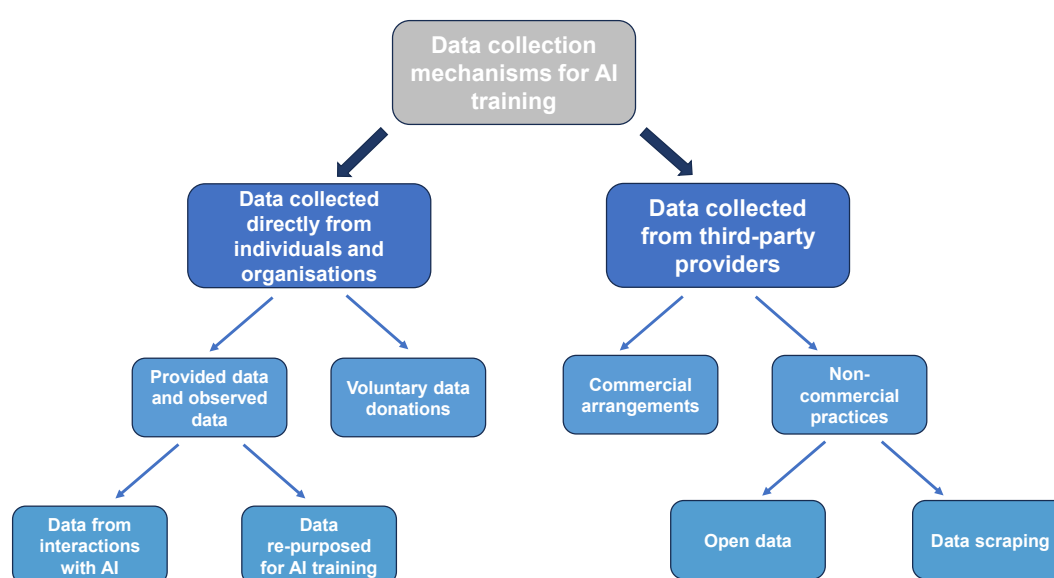 Data collection
mechanisms for AI
training
Data collected
directly from
individuals and
organisations
Data collected
from third-party
providers
Provided data
and observed
data
Voluntary data
donations
Commercial
arrangements
Non-
commercial
practices
Data from
interactions
with AI
Data
re-purposed
for AI training
Open data
Data scraping